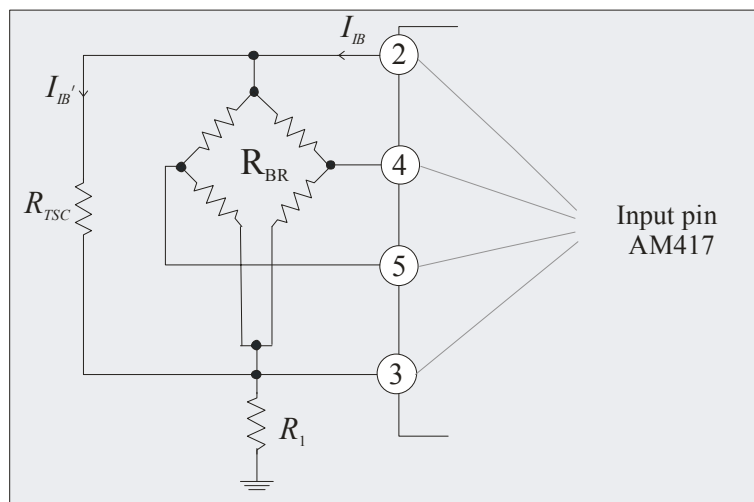 I_IB
2
I_IB'
R_BR
4
R_TSC
Input pin
AM417
5
3
R_1